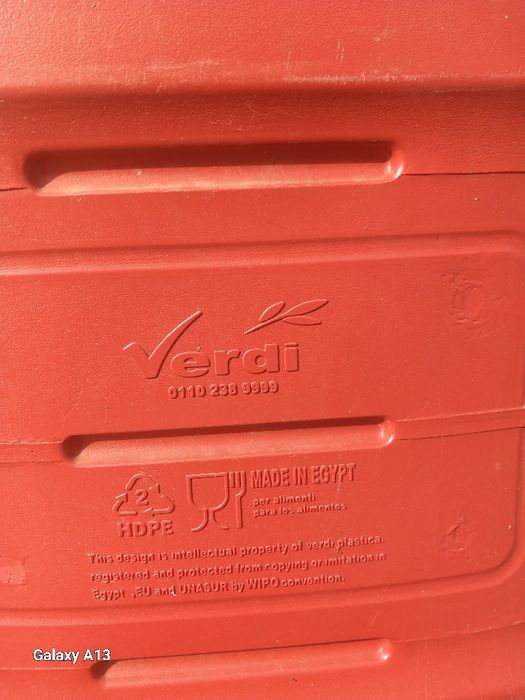 Verdi
0110 238 9999
2
HDPE
MADE IN EGYPT
per alimenti
para los alimentos
This design is intellectual property of verdi plastica.
registered and protected from copying or imitation in
Egypt ,EU and UNASUR by WIPO convention.
Galaxy A13